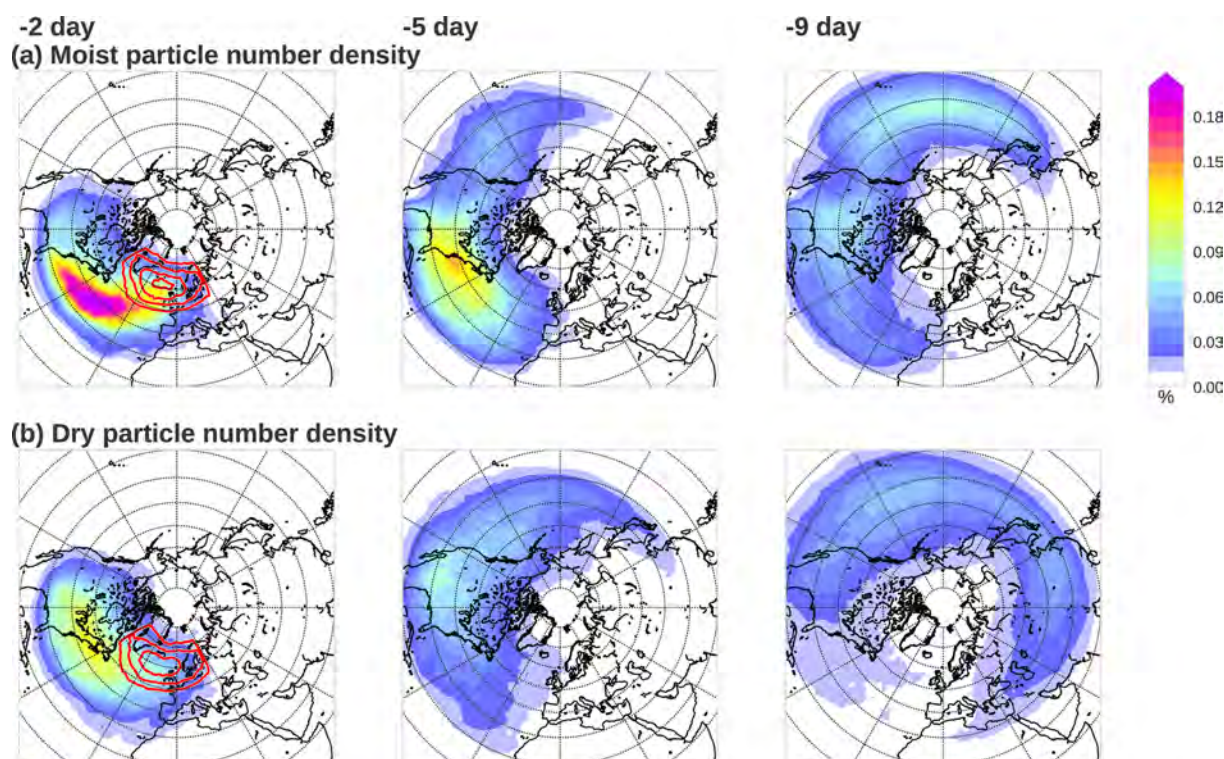 -2 day -5 day -9 day
(a) Moist particle number density
0.18
0.15
0.12
0.09
0.06
0.03
0.00
%
(b) Dry particle number density